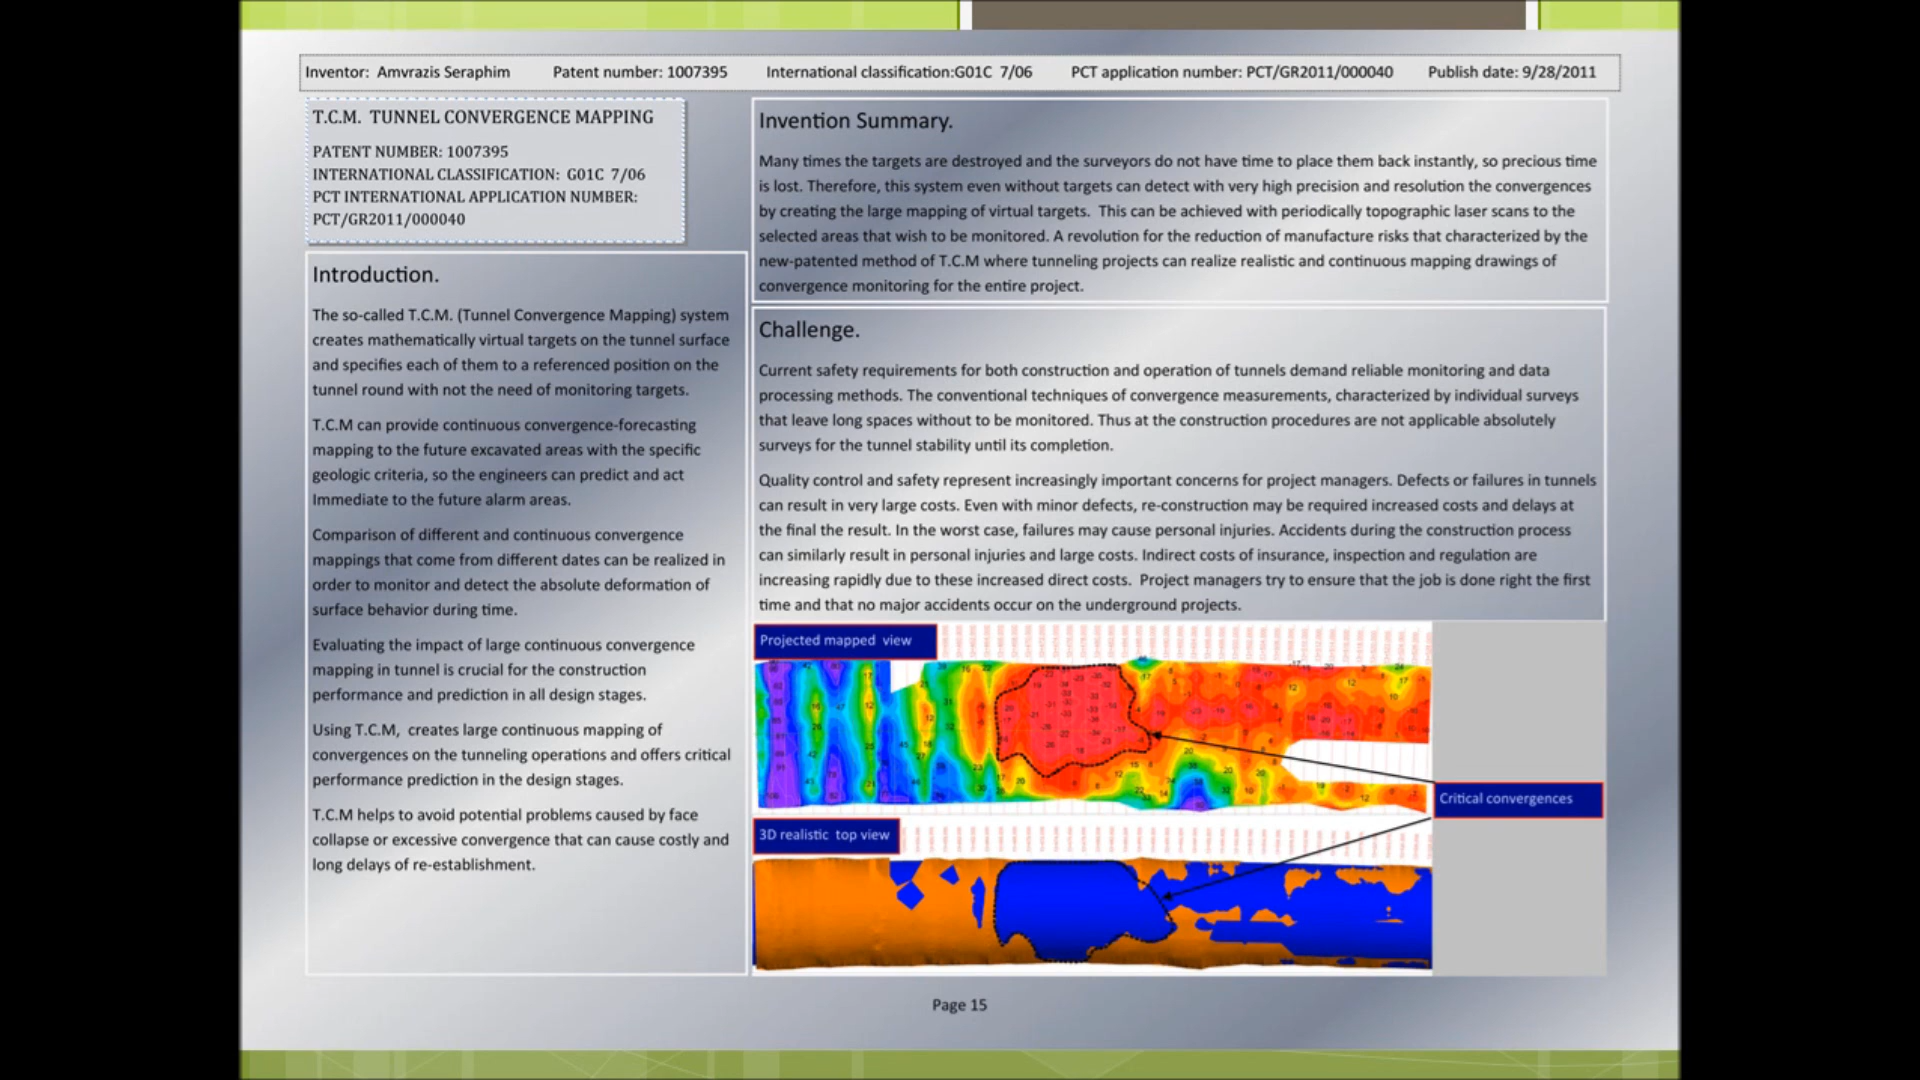 Inventor: Amvrazis Seraphim Patent number: 1007395 International classification:G01C 7/06 PCT application number: PCT/GR2011/000040 Publish date: 9/28/2011
T.C.M. TUNNEL CONVERGENCE MAPPING
PATENT NUMBER: 1007395
INTERNATIONAL CLASSIFICATION: G01C 7/06
PCT INTERNATIONAL APPLICATION NUMBER:
PCT/GR2011/000040
Introduction.
The so-called T.C.M. (Tunnel Convergence Mapping) system
creates mathematically virtual targets on the tunnel surface
and specifies each of them to a referenced position on the
tunnel round with not the need of monitoring targets.
T.C.M can provide continuous convergence-forecasting
mapping to the future excavated areas with the specific
geologic criteria, so the engineers can predict and act
Immediate to the future alarm areas.
Comparison of different and continuous convergence
mappings that come from different dates can be realized in
order to monitor and detect the absolute deformation of
surface behavior during time.
Evaluating the impact of large continuous convergence
mapping in tunnel is crucial for the construction
performance and prediction in all design stages.
Using T.C.M, creates large continuous mapping of
convergences on the tunneling operations and offers critical
performance prediction in the design stages.
T.C.M helps to avoid potential problems caused by face
collapse or excessive convergence that can cause costly and
long delays of re-establishment.
Invention Summary.
Many times the targets are destroyed and the surveyors do not have time to place them back instantly, so precious time
is lost. Therefore, this system even without targets can detect with very high precision and resolution the convergences
by creating the large mapping of virtual targets. This can be achieved with periodically topographic laser scans to the
selected areas that wish to be monitored. A revolution for the reduction of manufacture risks that characterized by the
new-patented method of T.C.M where tunneling projects can realize realistic and continuous mapping drawings of
convergence monitoring for the entire project.
Challenge.
Current safety requirements for both construction and operation of tunnels demand reliable monitoring and data
processing methods. The conventional techniques of convergence measurements, characterized by individual surveys
that leave long spaces without to be monitored. Thus at the construction procedures are not applicable absolutely
surveys for the tunnel stability until its completion.
Quality control and safety represent increasingly important concerns for project managers. Defects or failures in tunnels
can result in very large costs. Even with minor defects, re-construction may be required increased costs and delays at
the final the result. In the worst case, failures may cause personal injuries. Accidents during the construction process
can similarly result in personal injuries and large costs. Indirect costs of insurance, inspection and regulation are
increasing rapidly due to these increased direct costs. Project managers try to ensure that the job is done right the first
time and that no major accidents occur on the underground projects.
Projected mapped view
Critical convergences
3D realistic top view
Page 15